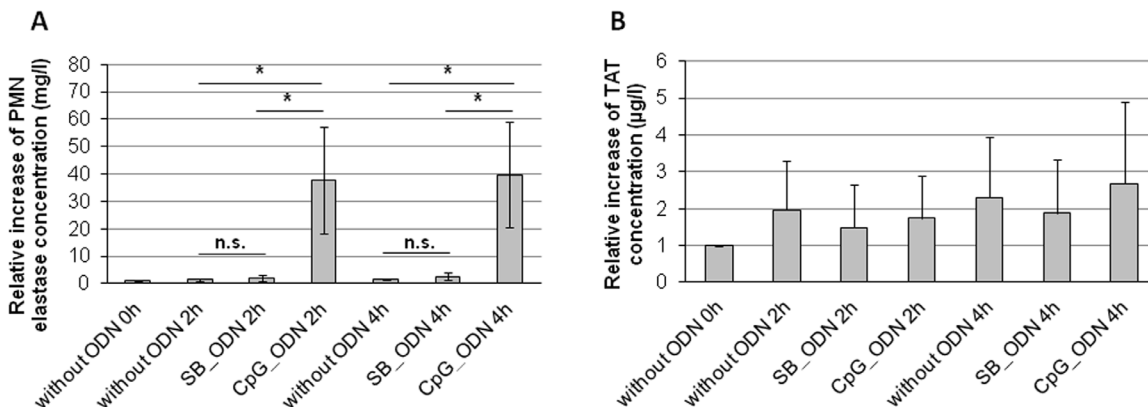 A
Relative increase of PMN
elastase concentration (mg/l)
80
70
60
50
40
30
20
10
0
*
*
*
*
n.s.
n.s.
without ODN 0h
without ODN 2h
SB_ODN 2h
CpG_ODN 2h
without ODN 4h
SB_ODN 4h
CpG_ODN 4h
B
Relative increase of TAT
concentration (µg/l)
6
5
4
3
2
1
0
without ODN 0h
without ODN 2h
SB_ODN 2h
CpG_ODN 2h
without ODN 4h
SB_ODN 4h
CpG_ODN 4h